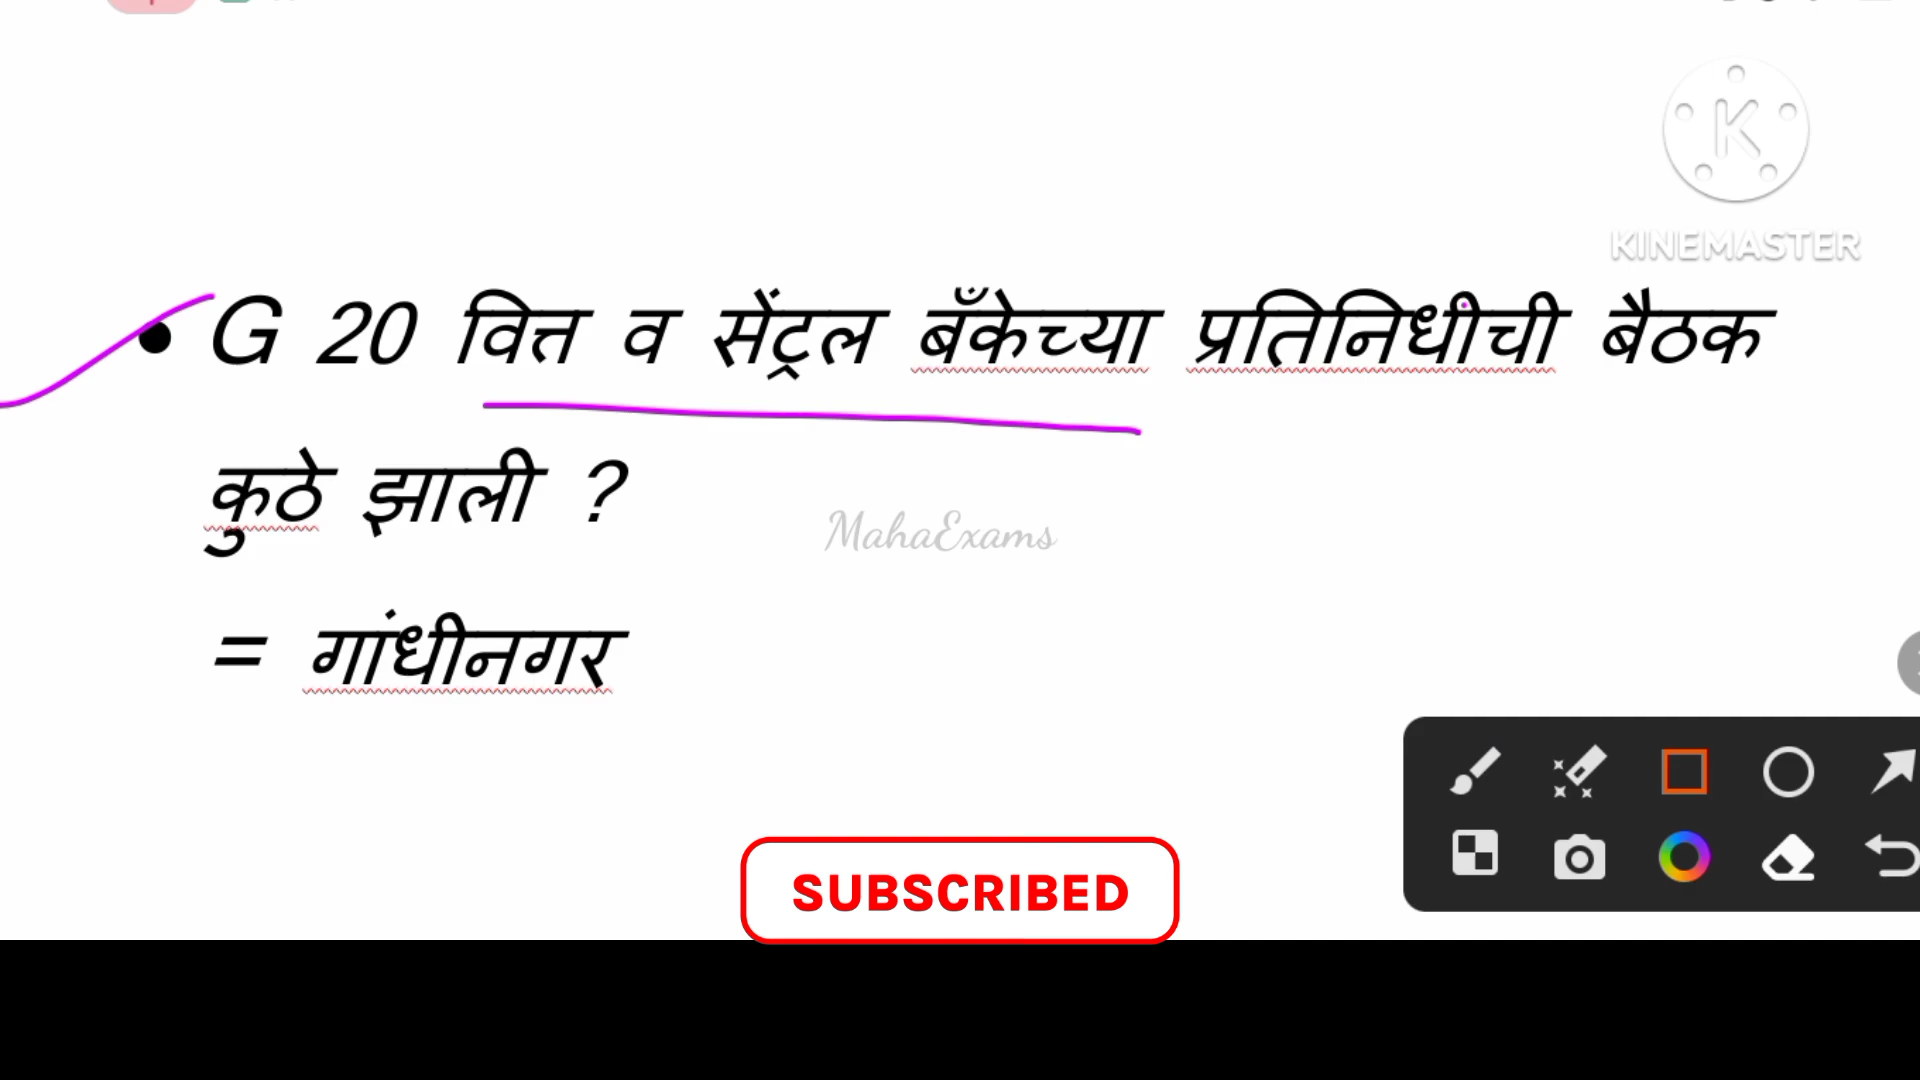 KINEMASTER
• G 20 वित्त व सेंट्रल बँकेच्या प्रतिनिधींची बैठक
कुठे झाली ?
MahaExams
= गांधीनगर
SUBSCRIBED